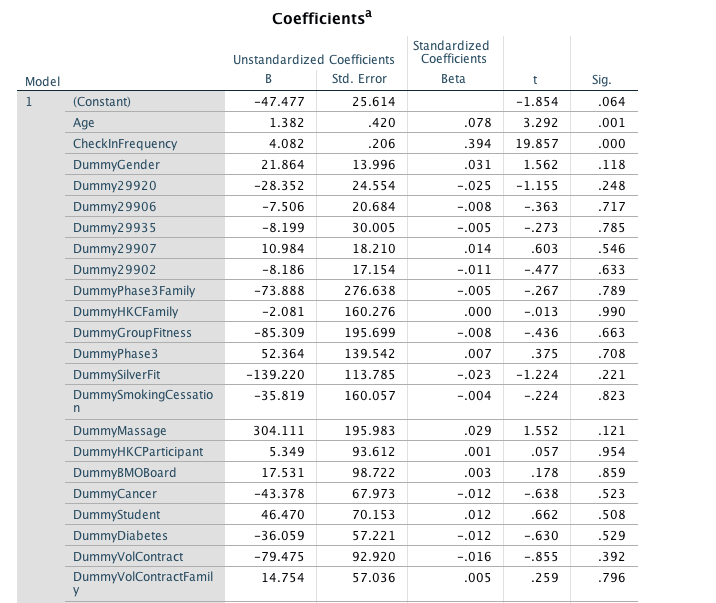 Coefficientsᵃ
Unstandardized Coefficients Standardized Coefficients
Model B Std. Error Beta t Sig.
1 (Constant) -47.477 25.614 -1.854 .064
Age 1.382 .420 .078 3.292 .001
CheckInFrequency 4.082 .206 .394 19.857 .000
DummyGender 21.864 13.996 .031 1.562 .118
Dummy29920 -28.352 24.554 -.025 -1.155 .248
Dummy29906 -7.506 20.684 -.008 -.363 .717
Dummy29935 -8.199 30.005 -.005 -.273 .785
Dummy29907 10.984 18.210 .014 .603 .546
Dummy29902 -8.186 17.154 -.011 -.477 .633
DummyPhase3Family -73.888 276.638 -.005 -.267 .789
DummyHKCFamily -2.081 160.276 .000 -.013 .990
DummyGroupFitness -85.309 195.699 -.008 -.436 .663
DummyPhase3 52.364 139.542 .007 .375 .708
DummySilverFit -139.220 113.785 -.023 -1.224 .221
DummySmokingCessatio -35.819 160.057 -.004 -.224 .823
n
DummyMassage 304.111 195.983 .029 1.552 .121
DummyHKCParticipant 5.349 93.612 .001 .057 .954
DummyBMOBoard 17.531 98.722 .003 .178 .859
DummyCancer -43.378 67.973 -.012 -.638 .523
DummyStudent 46.470 70.153 .012 .662 .508
DummyDiabetes -36.059 57.221 -.012 -.630 .529
DummyVolContract -79.475 92.920 -.016 -.855 .392
DummyVolContractFamil 14.754 57.036 .005 .259 .796
y